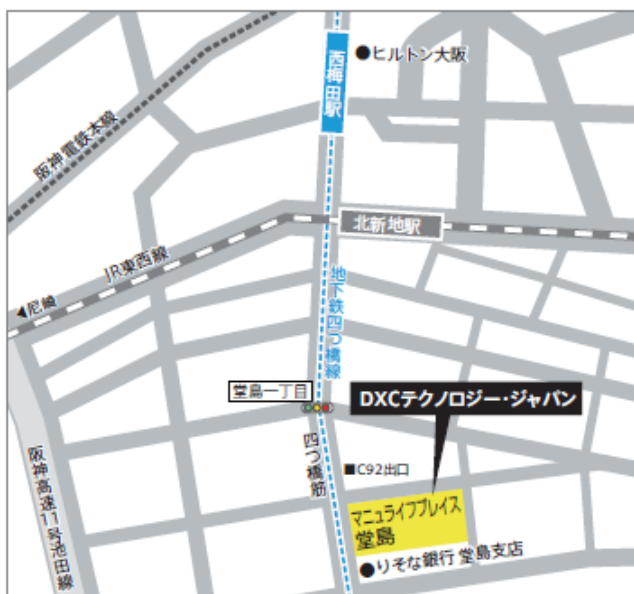 西梅田駅
●ヒルトン大阪
阪神電鉄本線
北新地駅
JR東西線
◀尼崎
地下鉄四つ橋線
堂島一丁目
DXCテクノロジー・ジャパン
四つ橋筋
■C92出口
阪神高速11号池田線
マニュライフプレイス
堂島
●りそな銀行 堂島支店